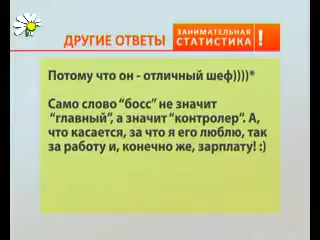 ДРУГИЕ ОТВЕТЫ
ЗАНИМАТЕЛЬНАЯ
СТАТИСТИКА !
Потому что он - отличный шеф))))*
Само слово “босс” не значит
“главный”, а значит “контролер”. А,
что касается, за что я его люблю, так
за работу и, конечно же, зарплату! :)